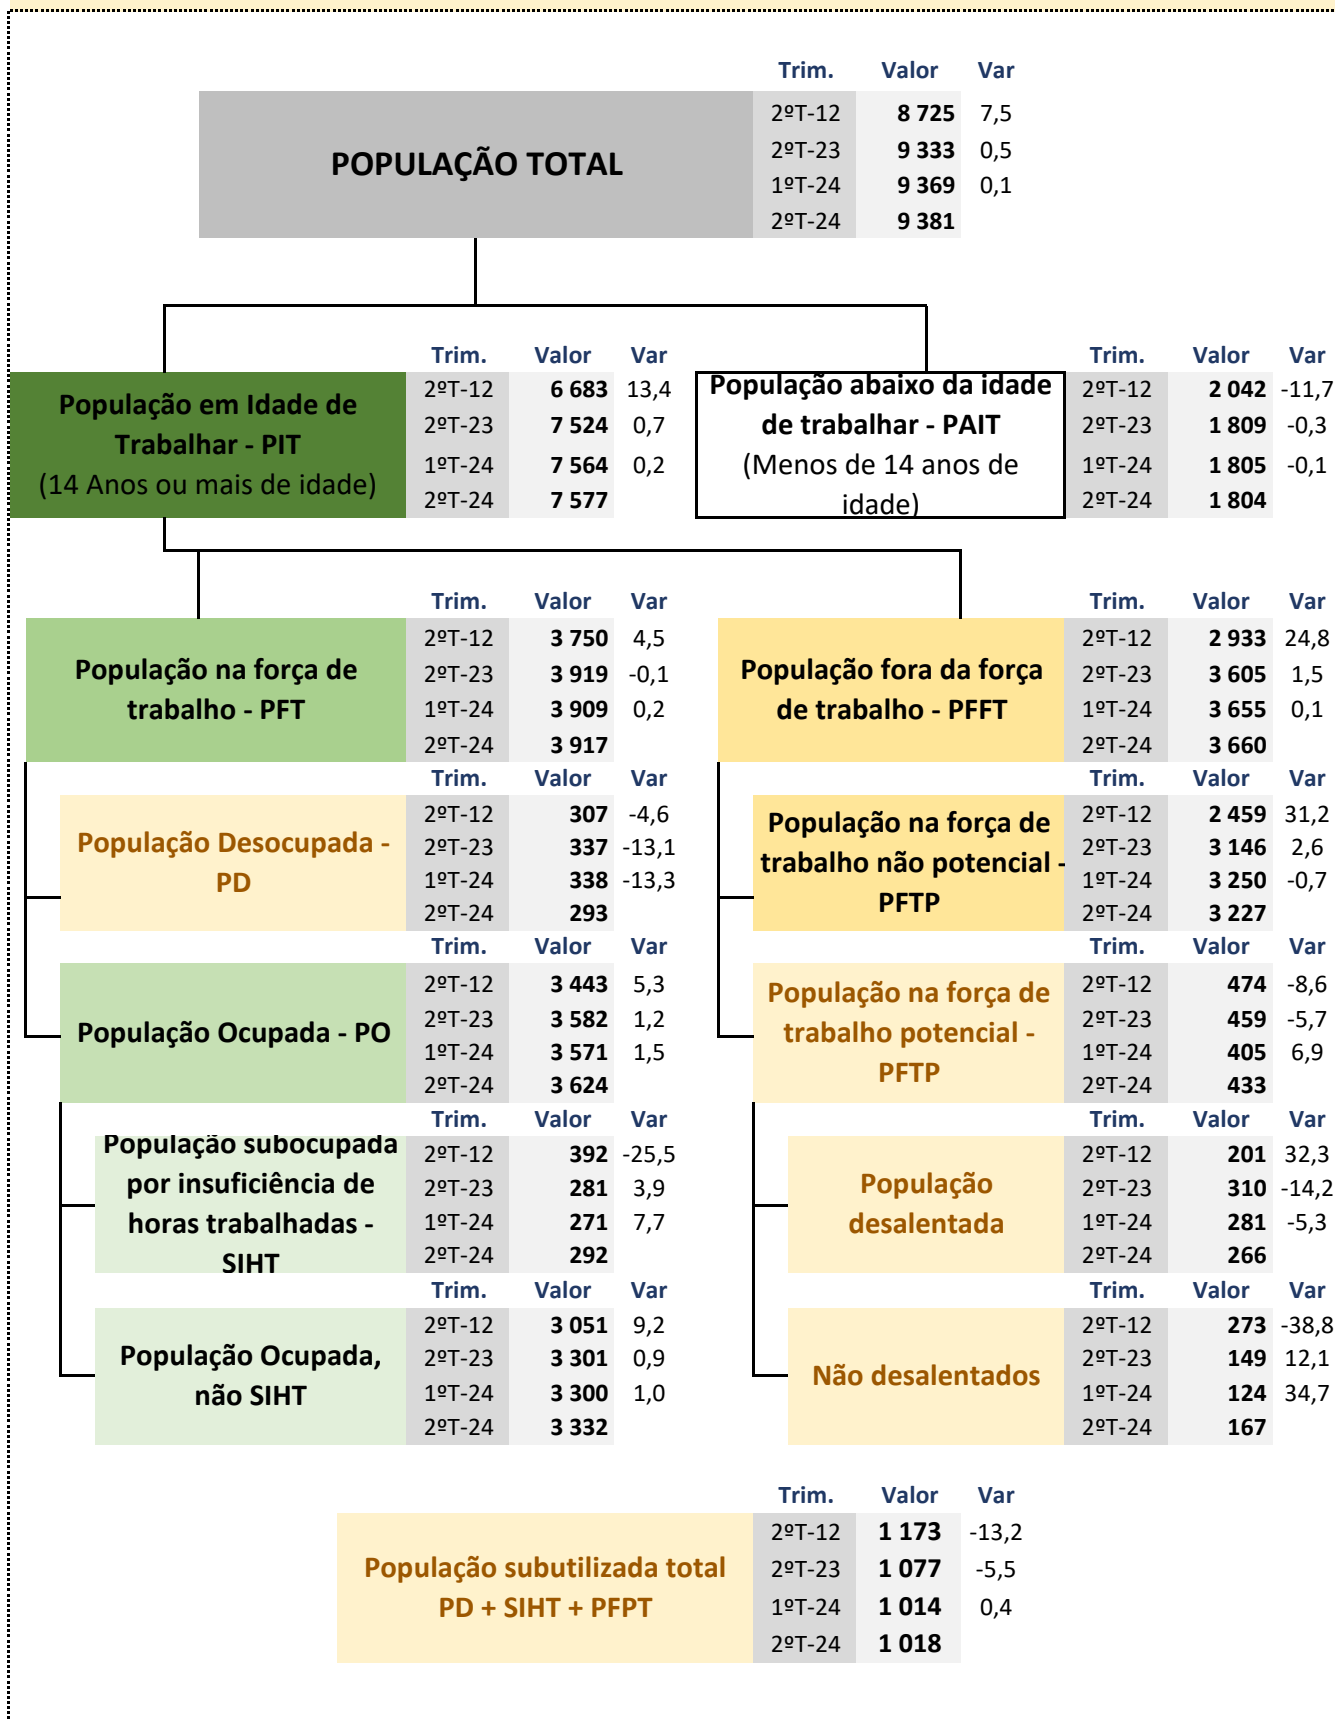 Trim. Valor Var
POPULAÇÃO TOTAL
2ºT-12 8 725 7,5
2ºT-23 9 333 0,5
1ºT-24 9 369 0,1
2ºT-24 9 381
Trim. Valor Var
População em Idade de
Trabalhar - PIT
(14 Anos ou mais de idade)
2ºT-12 6 683 13,4
2ºT-23 7 524 0,7
1ºT-24 7 564 0,2
2ºT-24 7 577
Trim. Valor Var
População abaixo da idade
de trabalhar - PAIT
(Menos de 14 anos de
idade)
2ºT-12 2 042 -11,7
2ºT-23 1 809 -0,3
1ºT-24 1 805 -0,1
2ºT-24 1 804
Trim. Valor Var
População na força de
trabalho - PFT
2ºT-12 3 750 4,5
2ºT-23 3 919 -0,1
1ºT-24 3 909 0,2
2ºT-24 3 917
Trim. Valor Var
População fora da força
de trabalho - PFFT
2ºT-12 2 933 24,8
2ºT-23 3 605 1,5
1ºT-24 3 655 0,1
2ºT-24 3 660
Trim. Valor Var
População Desocupada -
PD
2ºT-12 307 -4,6
2ºT-23 337 -13,1
1ºT-24 338 -13,3
2ºT-24 293
Trim. Valor Var
População na força de
trabalho não potencial -
PFTP
2ºT-12 2 459 31,2
2ºT-23 3 146 2,6
1ºT-24 3 250 -0,7
2ºT-24 3 227
Trim. Valor Var
População Ocupada - PO
2ºT-12 3 443 5,3
2ºT-23 3 582 1,2
1ºT-24 3 571 1,5
2ºT-24 3 624
Trim. Valor Var
População na força de
trabalho potencial -
PFTP
2ºT-12 474 -8,6
2ºT-23 459 -5,7
1ºT-24 405 6,9
2ºT-24 433
Trim. Valor Var
População subocupada
por insuficiência de
horas trabalhadas -
SIHT
2ºT-12 392 -25,5
2ºT-23 281 3,9
1ºT-24 271 7,7
2ºT-24 292
Trim. Valor Var
População
desalentada
2ºT-12 201 32,3
2ºT-23 310 -14,2
1ºT-24 281 -5,3
2ºT-24 266
Trim. Valor Var
População Ocupada,
não SIHT
2ºT-12 3 051 9,2
2ºT-23 3 301 0,9
1ºT-24 3 300 1,0
2ºT-24 3 332
Trim. Valor Var
Não desalentados
2ºT-12 273 -38,8
2ºT-23 149 12,1
1ºT-24 124 34,7
2ºT-24 167
Trim. Valor Var
População subutilizada total
PD + SIHT + PFPT
2ºT-12 1 173 -13,2
2ºT-23 1 077 -5,5
1ºT-24 1 014 0,4
2ºT-24 1 018